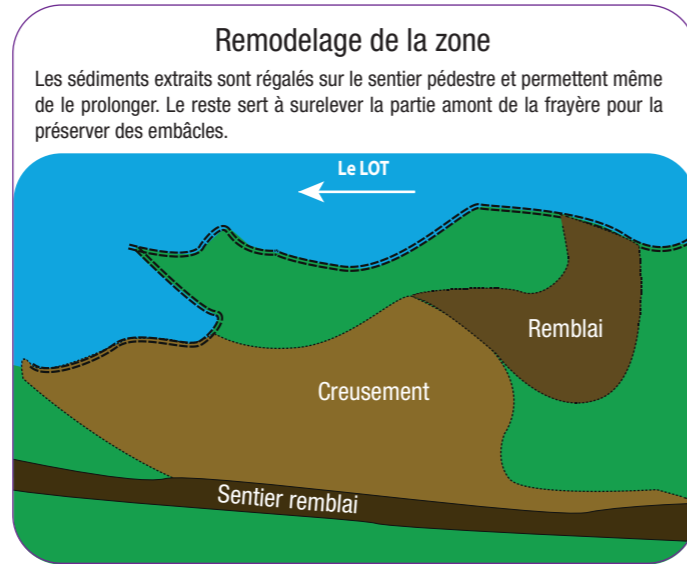 Remodelage de la zone
Les sédiments extraits sont régalés sur le sentier pédestre et permettent même
de le prolonger. Le reste sert à surelever la partie amont de la frayère pour la
préserver des embâcles.
Le LOT
Remblai
Creusement
Sentier remblai